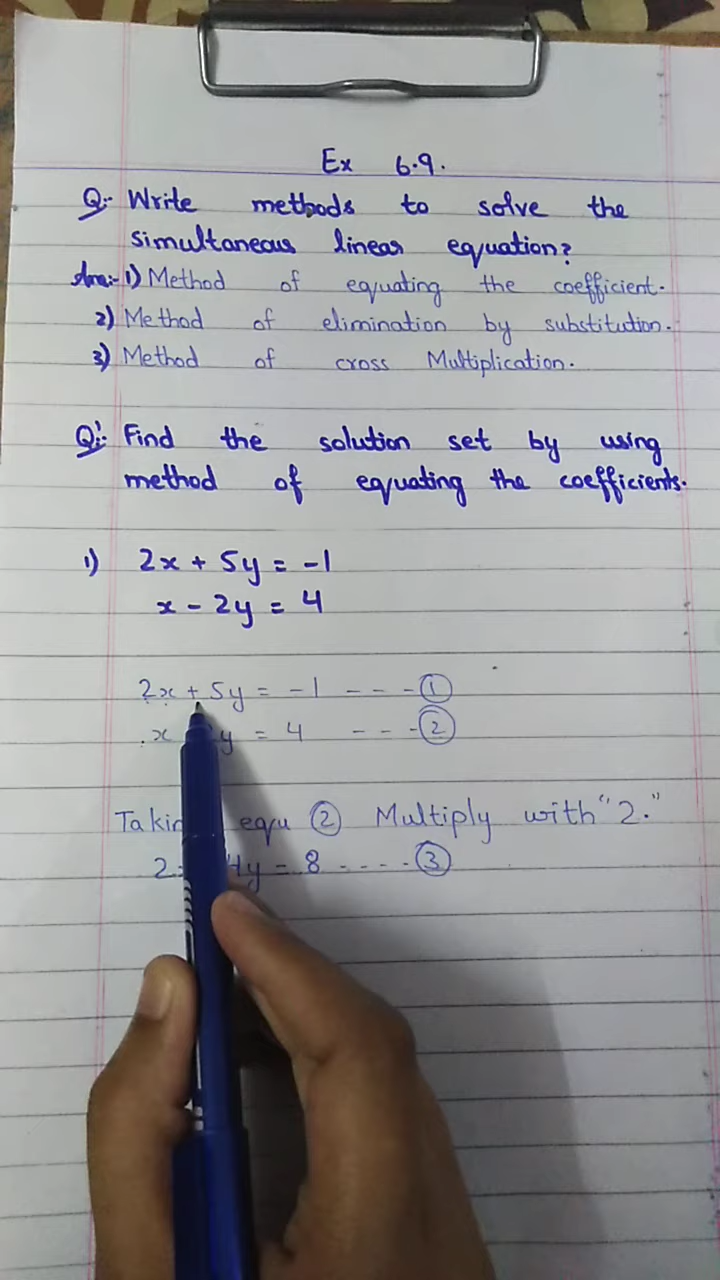 Ex 6.9.
Q:- Write methods to solve the
simultaneous linear equation?
Ans:- 1) Method of equating the coefficient.
2) Method of elimination by substitution.
3) Method of cross Multiplication.
Q:- Find the solution set by using
method of equating the coefficients.
1) 2x + 5y = -1
x - 2y = 4
2x + 5y = -1 - - - ①
x y = 4 - - - ②
equ ② Multiply with "2."
2 4y = 8 - - - - ③